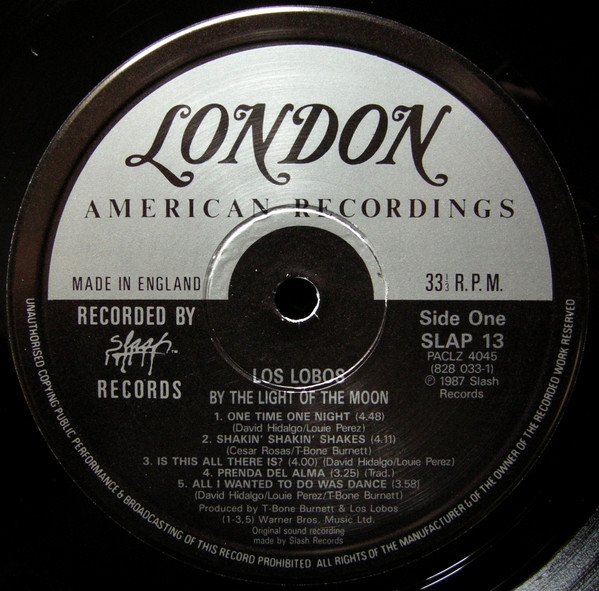 LONDON
AMERICAN RECORDINGS
MADE IN ENGLAND
33⅓ R.P.M.
RECORDED BY
slash ™
RECORDS
Side One
SLAP 13
PACLZ 4045
(828 033-1)
℗ 1987 Slash
Records
LOS LOBOS
BY THE LIGHT OF THE MOON
1. ONE TIME ONE NIGHT (4.48)
(David Hidalgo/Louie Perez)
2. SHAKIN' SHAKIN' SHAKES (4.11)
(Cesar Rosas/T-Bone Burnett)
3. IS THIS ALL THERE IS? (4.00) (David Hidalgo/Louie Perez)
4. PRENDA DEL ALMA (3.25) (Trad.)
5. ALL I WANTED TO DO WAS DANCE (3.58)
(David Hidalgo/Louie Perez/T-Bone Burnett)
Produced by T-Bone Burnett & Los Lobos
(1-3,5) Warner Bros. Music Ltd.
Original sound recording
made by Slash Records
UNAUTHORISED COPYING PUBLIC PERFORMANCE & BROADCASTING OF THIS RECORD PROHIBITED ALL RIGHTS OF THE MANUFACTURER & OF THE OWNER OF THE RECORDED WORK RESERVED